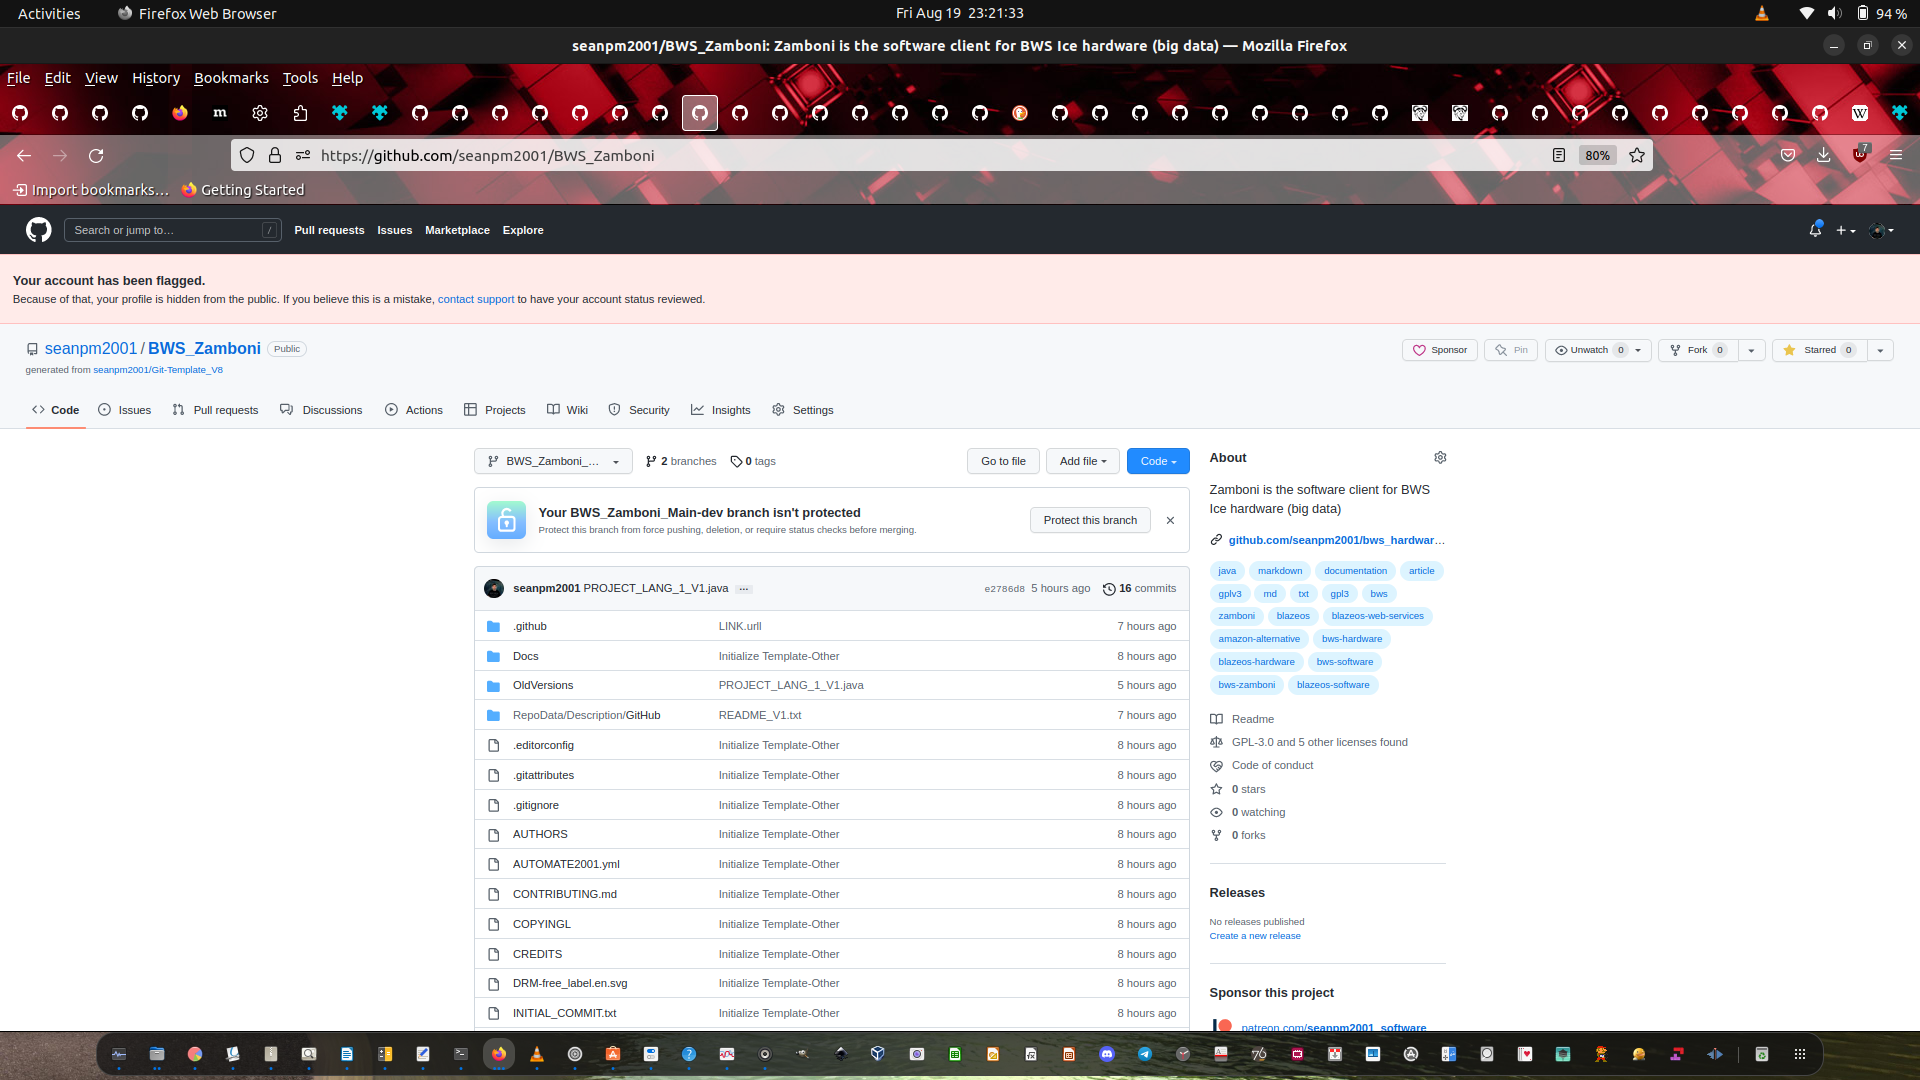 Activities Firefox Web Browser Fri Aug 19 23:21:33 94 %
seanpm2001/BWS_Zamboni: Zamboni is the software client for BWS Ice hardware (big data) — Mozilla Firefox
File Edit View History Bookmarks Tools Help
https://github.com/seanpm2001/BWS_Zamboni 80% 7
Import bookmarks… Getting Started
Search or jump to… / Pull requests Issues Marketplace Explore
Your account has been flagged.
Because of that, your profile is hidden from the public. If you believe this is a mistake, contact support to have your account status reviewed.
seanpm2001 / BWS_Zamboni Public
Sponsor Pin Unwatch 0 Fork 0 Starred 0
generated from seanpm2001/Git-Template_V8
Code Issues Pull requests Discussions Actions Projects Wiki Security Insights Settings
BWS_Zamboni_... 2 branches 0 tags Go to file Add file Code
Your BWS_Zamboni_Main-dev branch isn't protected
Protect this branch from force pushing, deletion, or require status checks before merging.
Protect this branch
seanpm2001 PROJECT_LANG_1_V1.java ... e2786d8 5 hours ago 16 commits
.github LINK.urll 7 hours ago
Docs Initialize Template-Other 8 hours ago
OldVersions PROJECT_LANG_1_V1.java 5 hours ago
RepoData/Description/GitHub README_V1.txt 7 hours ago
.editorconfig Initialize Template-Other 8 hours ago
.gitattributes Initialize Template-Other 8 hours ago
.gitignore Initialize Template-Other 8 hours ago
AUTHORS Initialize Template-Other 8 hours ago
AUTOMATE2001.yml Initialize Template-Other 8 hours ago
CONTRIBUTING.md Initialize Template-Other 8 hours ago
COPYINGL Initialize Template-Other 8 hours ago
CREDITS Initialize Template-Other 8 hours ago
DRM-free_label.en.svg Initialize Template-Other 8 hours ago
INITIAL_COMMIT.txt Initialize Template-Other 8 hours ago
About
Zamboni is the software client for BWS
Ice hardware (big data)
github.com/seanpm2001/bws_hardwar...
java markdown documentation article
gplv3 md txt gpl3 bws
zamboni blazeos blazeos-web-services
amazon-alternative bws-hardware
blazeos-hardware bws-software
bws-zamboni blazeos-software
Readme
GPL-3.0 and 5 other licenses found
Code of conduct
0 stars
0 watching
0 forks
Releases
No releases published
Create a new release
Sponsor this project
patreon.com/seanpm2001_software